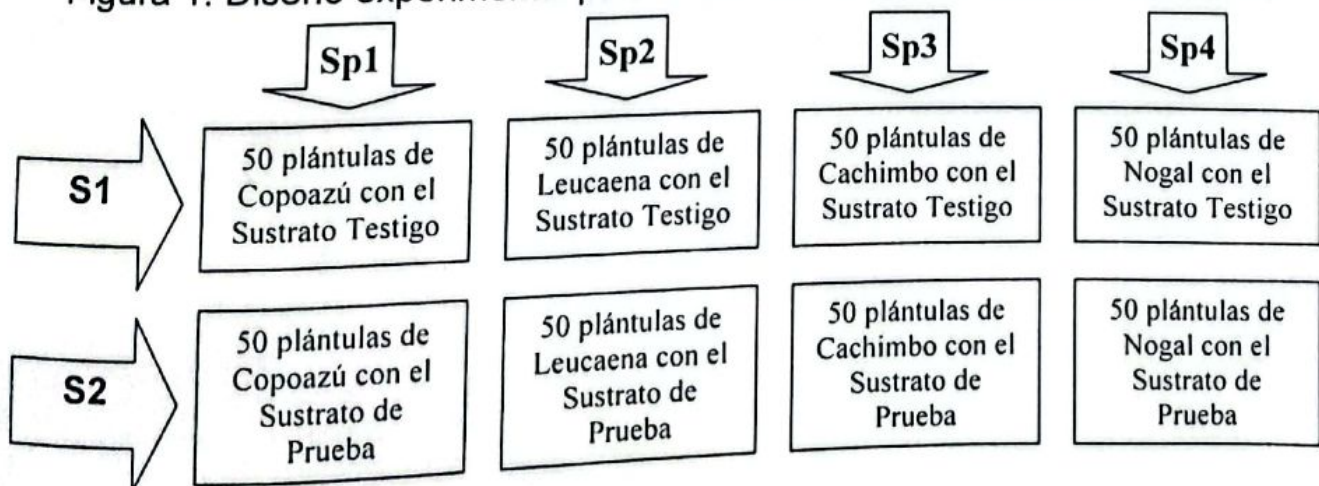 Figura 1. Diseño
Sp1
Sp2
Sp3
Sp4
S1
50 plántulas de
Copoazú con el
Sustrato Testigo
50 plántulas de
Leucaena con el
Sustrato Testigo
50 plántulas de
Cachimbo con el
Sustrato Testigo
50 plántulas de
Nogal con el
Sustrato Testigo
S2
50 plántulas de
Copoazú con el
Sustrato de
Prueba
50 plántulas de
Leucaena con el
Sustrato de
Prueba
50 plántulas de
Cachimbo con el
Sustrato de
Prueba
50 plántulas de
Nogal con el
Sustrato de
Prueba